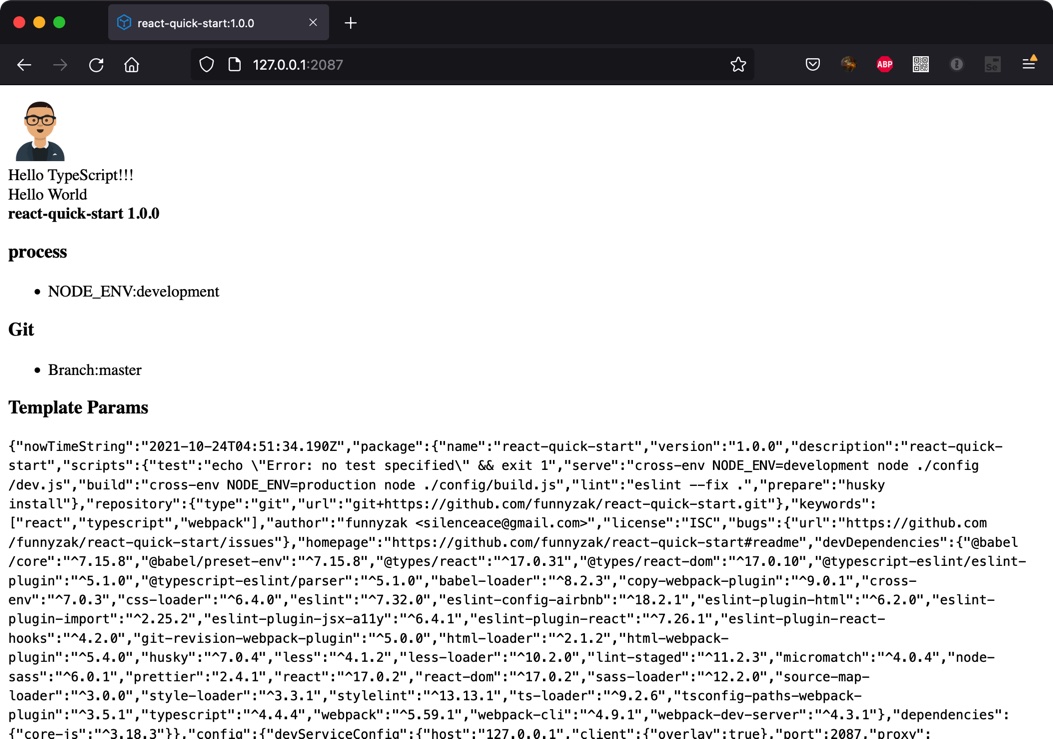 react-quick-start:1.0.0
127.0.0.1:2087
ABP
Se
Hello TypeScript!!!
Hello World
react-quick-start 1.0.0
process
• NODE_ENV:development
Git
• Branch:master
Template Params
{"nowTimeString":"2021-10-24T04:51:34.190Z","package":{"name":"react-quick-start","version":"1.0.0","description":"react-quick-
start","scripts":{"test":"echo \"Error: no test specified\" && exit 1","serve":"cross-env NODE_ENV=development node ./config
/dev.js","build":"cross-env NODE_ENV=production node ./config/build.js","lint":"eslint --fix .","prepare":"husky
install"},"repository":{"type":"git","url":"git+https://github.com/funnyzak/react-quick-start.git"},"keywords":
["react","typescript","webpack"],"author":"funnyzak <silenceace@gmail.com>","license":"ISC","bugs":{"url":"https://github.com
/funnyzak/react-quick-start/issues"},"homepage":"https://github.com/funnyzak/react-quick-start#readme","devDependencies":{"@babel
/core":"^7.15.8","@babel/preset-env":"^7.15.8","@types/react":"^17.0.31","@types/react-dom":"^17.0.10","@typescript-eslint/eslint-
plugin":"^5.1.0","@typescript-eslint/parser":"^5.1.0","babel-loader":"^8.2.3","copy-webpack-plugin":"^9.0.1","cross-
env":"^7.0.3","css-loader":"^6.4.0","eslint":"^7.32.0","eslint-config-airbnb":"^18.2.1","eslint-plugin-html":"^6.2.0","eslint-
plugin-import":"^2.25.2","eslint-plugin-jsx-a11y":"^6.4.1","eslint-plugin-react":"^7.26.1","eslint-plugin-react-
hooks":"^4.2.0","git-revision-webpack-plugin":"^5.0.0","html-loader":"^2.1.2","html-webpack-
plugin":"^5.4.0","husky":"^7.0.4","less":"^4.1.2","less-loader":"^10.2.0","lint-staged":"^11.2.3","micromatch":"^4.0.4","node-
sass":"^6.0.1","prettier":"2.4.1","react":"^17.0.2","react-dom":"^17.0.2","sass-loader":"^12.2.0","source-map-
loader":"^3.0.0","style-loader":"^3.3.1","stylelint":"^13.13.1","ts-loader":"^9.2.6","tsconfig-paths-webpack-
plugin":"^3.5.1","typescript":"^4.4.4","webpack":"^5.59.1","webpack-cli":"^4.9.1","webpack-dev-server":"^4.3.1"},"dependencies":
{"core-js":"^3.18.3"}},"config":{"devServiceConfig":{"host":"127.0.0.1","client":{"overlay":true},"port":2087,"proxy":